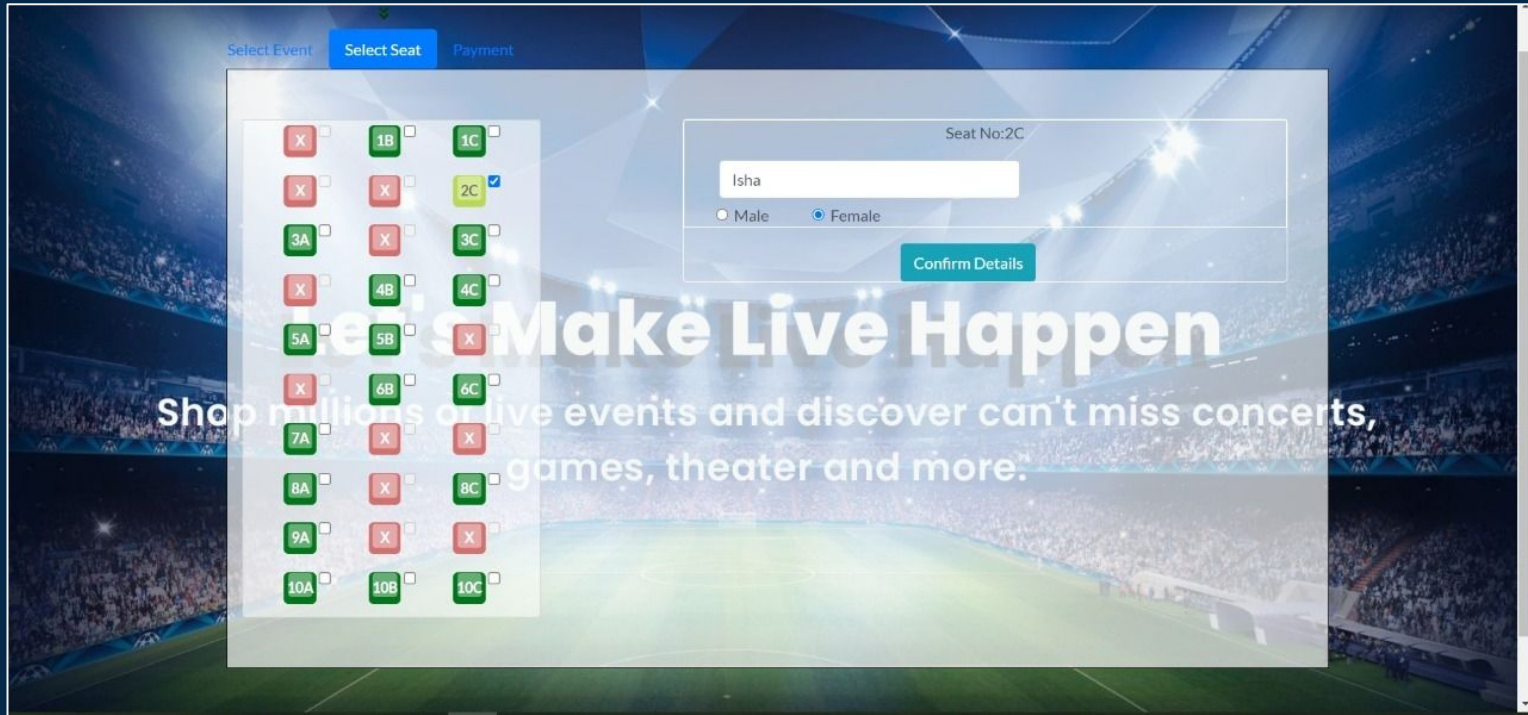 Select Event Select Seat Payment
X 1B 1C
Seat No:2C
X X 2C
Isha
Male Female
3A X 3C
Confirm Details
X 4B 4C
Let's Make Live Happen
5A 5B X
X 6B 6C
Shop millions of live events and discover can't miss concerts,
7A X X
games, theater and more.
8A X 8C
9A X X
10A 10B 10C